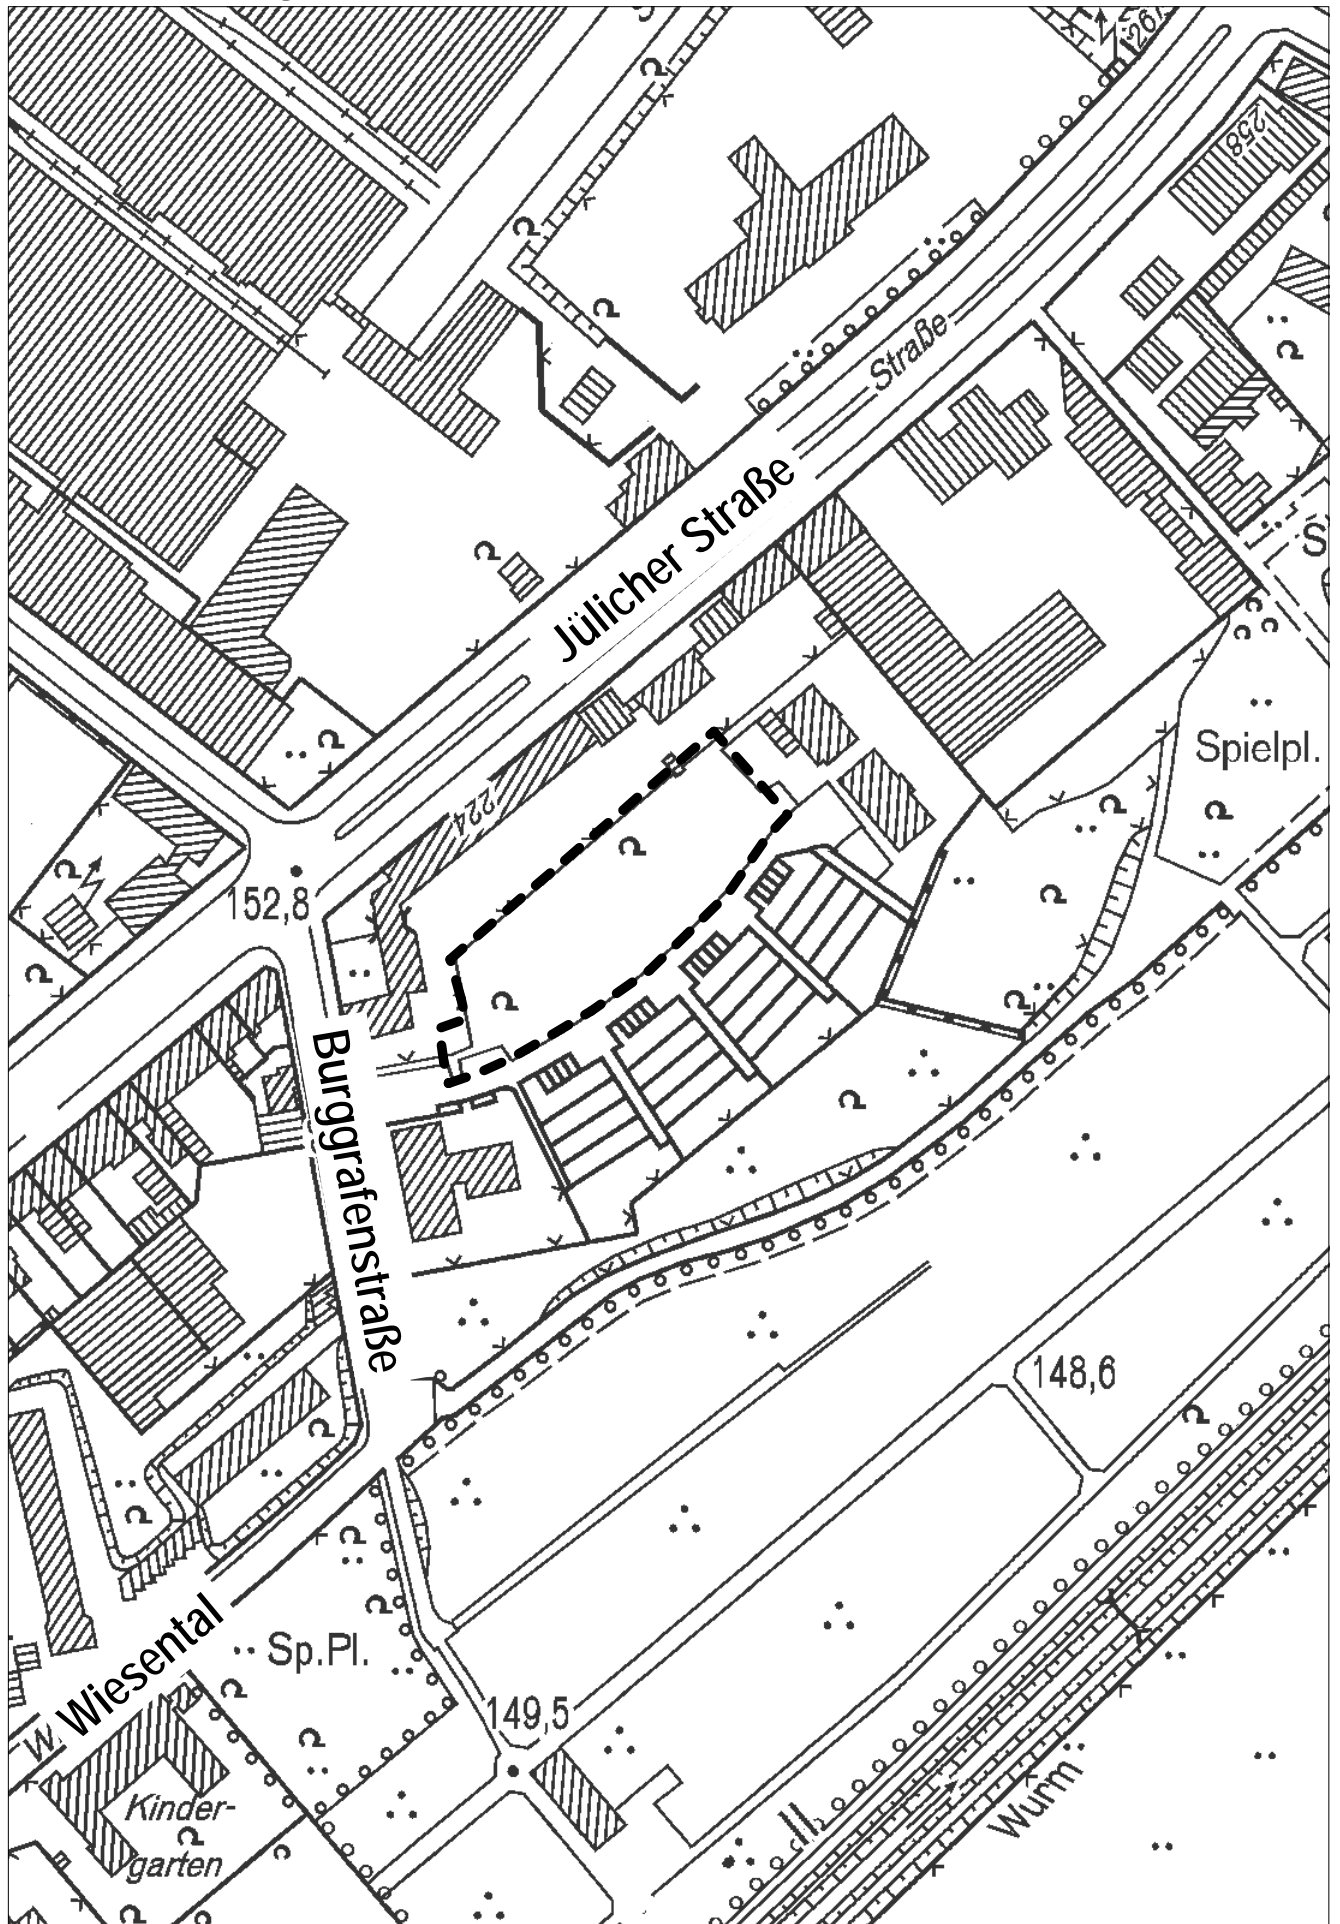 267
258
Straße
Jülicher Straße
S
Spielpl.
224
152,8
Burggrafenstraße
148,6
Wiesental
W
Sp.Pl.
149,5
Kinder-
garten
Wurm